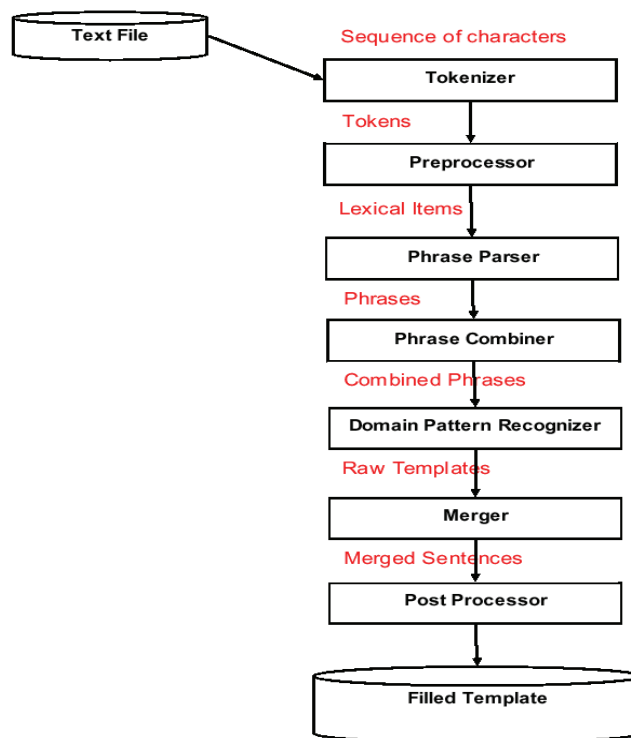 Text File
Sequence of characters
Tokenizer
Tokens
Preprocessor
Lexical Items
Phrase Parser
Phrases
Phrase Combiner
Combined Phrases
Domain Pattern Recognizer
Raw Templates
Merger
Merged Sentences
Post Processor
Filled Template